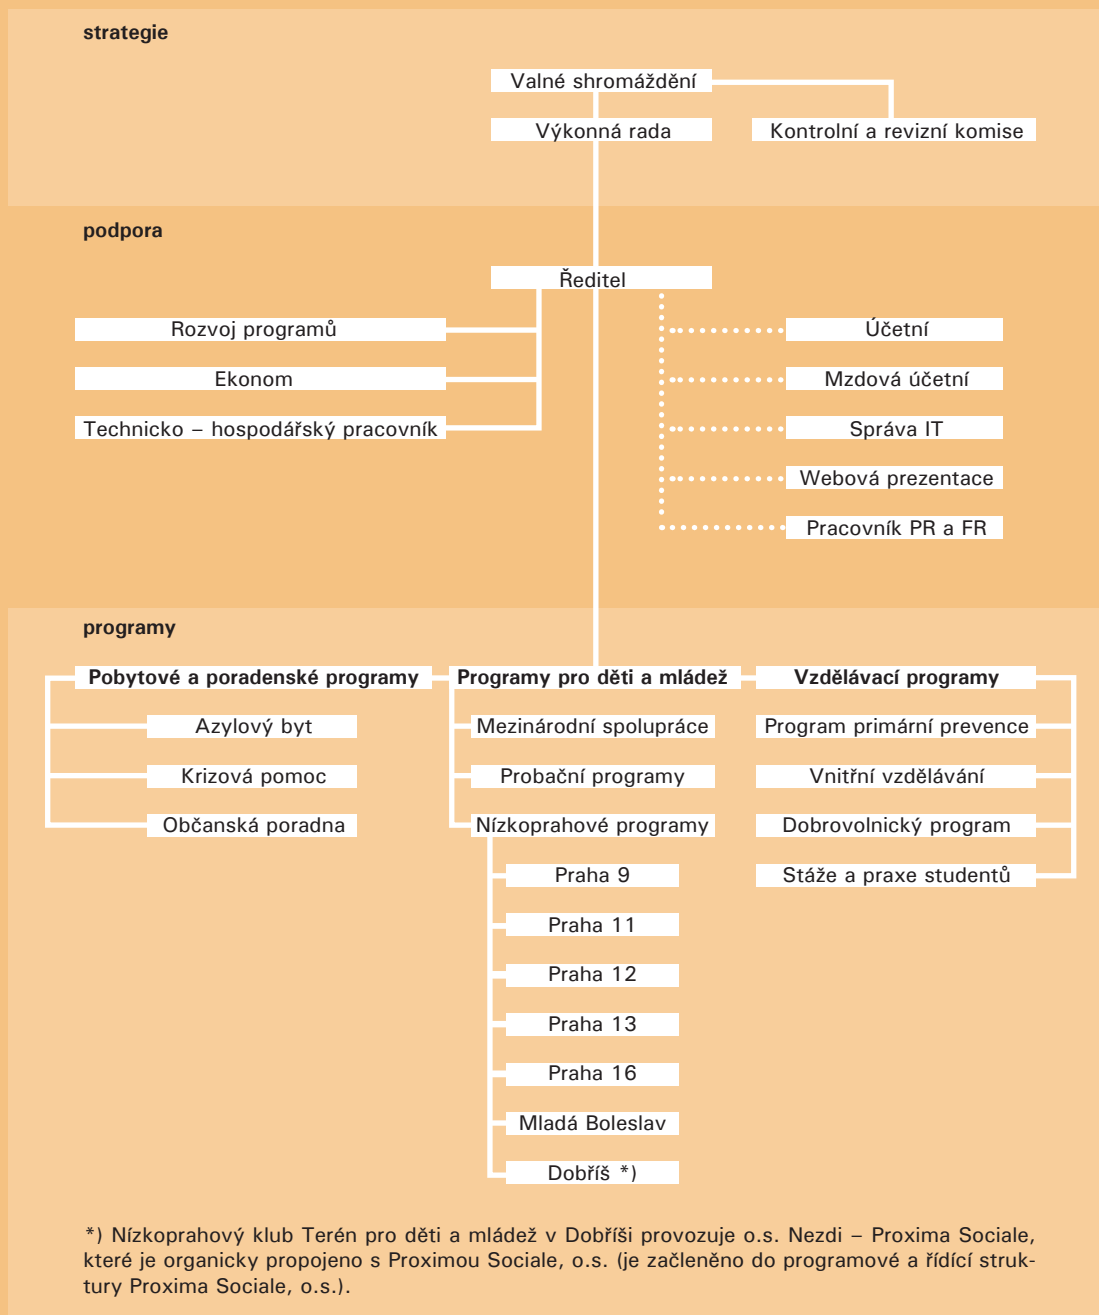 strategie
Valné shromáždění
Výkonná rada
Kontrolní a revizní komise
podpora
Ředitel
Rozvoj programů
Účetní
Ekonom
Mzdová účetní
Technicko – hospodářský pracovník
Správa IT
Webová prezentace
Pracovník PR a FR
programy
Pobytové a poradenské programy
Programy pro děti a mládež
Vzdělávací programy
Azylový byt
Mezinárodní spolupráce
Program primární prevence
Krizová pomoc
Probační programy
Vnitřní vzdělávání
Občanská poradna
Nízkoprahové programy
Dobrovolnický program
Praha 9
Stáže a praxe studentů
Praha 11
Praha 12
Praha 13
Praha 16
Mladá Boleslav
Dobříš *)
*) Nízkoprahový klub Terén pro děti a mládež v Dobříši provozuje o.s. Nezdi – Proxima Sociale,
které je organicky propojeno s Proximou Sociale, o.s. (je začleněno do programové a řídící struk-
tury Proxima Sociale, o.s.).